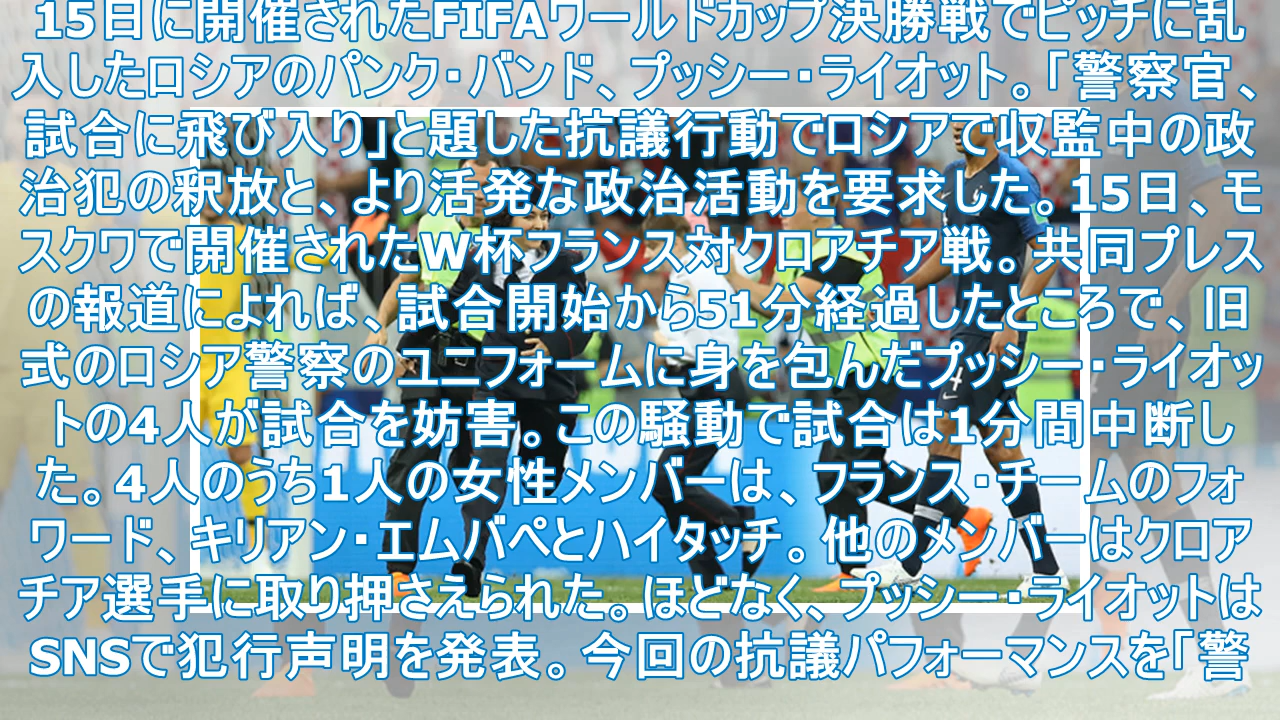 15日に開催されたFIFAワールドカップ決勝戦でピッチに乱
入したロシアのパンク・バンド、プッシー・ライオット。「警察官、
試合に飛び入り」と題した抗議行動でロシアで収監中の政
治犯の釈放と、より活発な政治活動を要求した。15日、モ
スクワで開催されたW杯フランス対クロアチア戦。共同プレス
の報道によれば、試合開始から51分経過したところで、旧
式のロシア警察のユニフォームに身を包んだプッシー・ライオッ
トの4人が試合を妨害。この騒動で試合は1分間中断し
た。4人のうち1人の女性メンバーは、フランス・チームのフォ
ワード、キリアン・エムバペとハイタッチ。他のメンバーはクロア
チア選手に取り押さえられた。ほどなく、プッシー・ライオットは
SNSで犯行声明を発表。今回の抗議パフォーマンスを「警